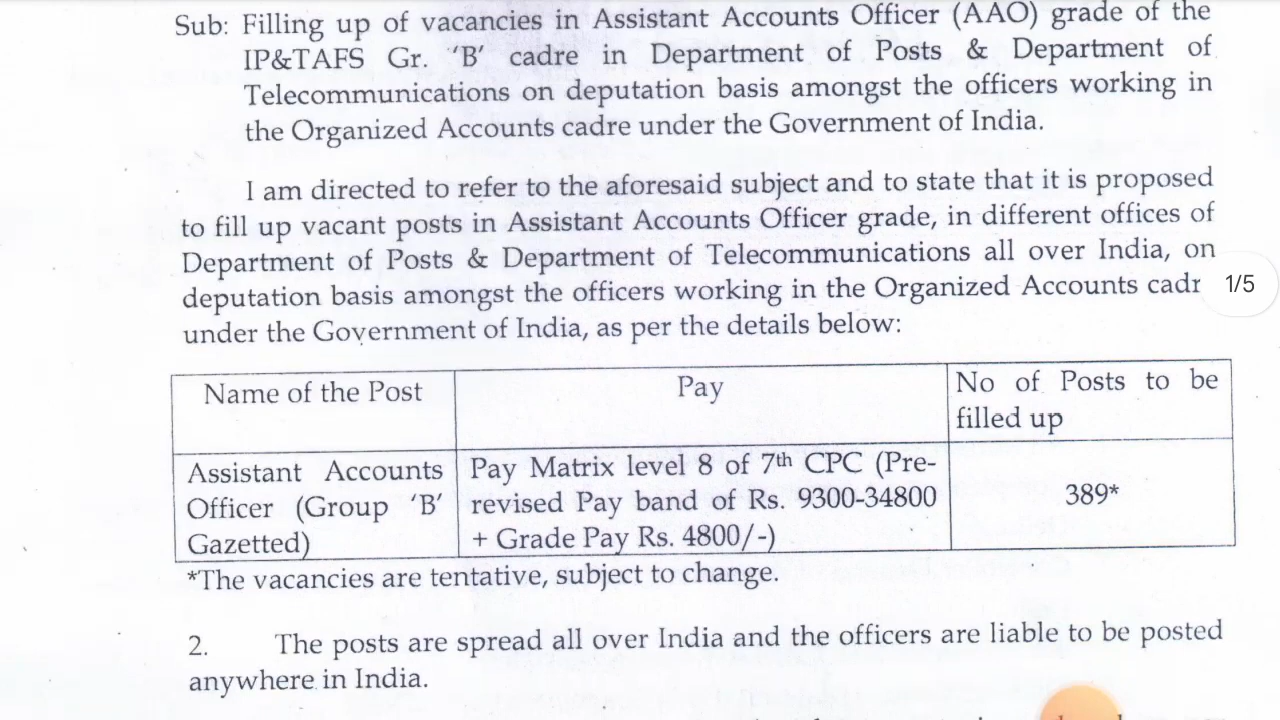 Sub: Filling up of vacancies in Assistant Accounts Officer (AAO) grade of the
IP&TAFS Gr. 'B' cadre in Department of Posts & Department of
Telecommunications on deputation basis amongst the officers working in
the Organized Accounts cadre under the Government of India.
I am directed to refer to the aforesaid subject and to state that it is proposed
to fill up vacant posts in Assistant Accounts Officer grade, in different offices of
Department of Posts & Department of Telecommunications all over India, on
deputation basis amongst the officers working in the Organized Accounts cadr
1/5
under the Government of India, as per the details below:
Name of the Post
Pay
No of Posts to be
filled up
Assistant Accounts
Officer (Group 'B'
Gazetted)
Pay Matrix level 8 of 7th CPC (Pre-
revised Pay band of Rs. 9300-34800
+ Grade Pay Rs. 4800/-)
389*
*The vacancies are tentative, subject to change.
2. The posts are spread all over India and the officers are liable to be posted
anywhere in India.